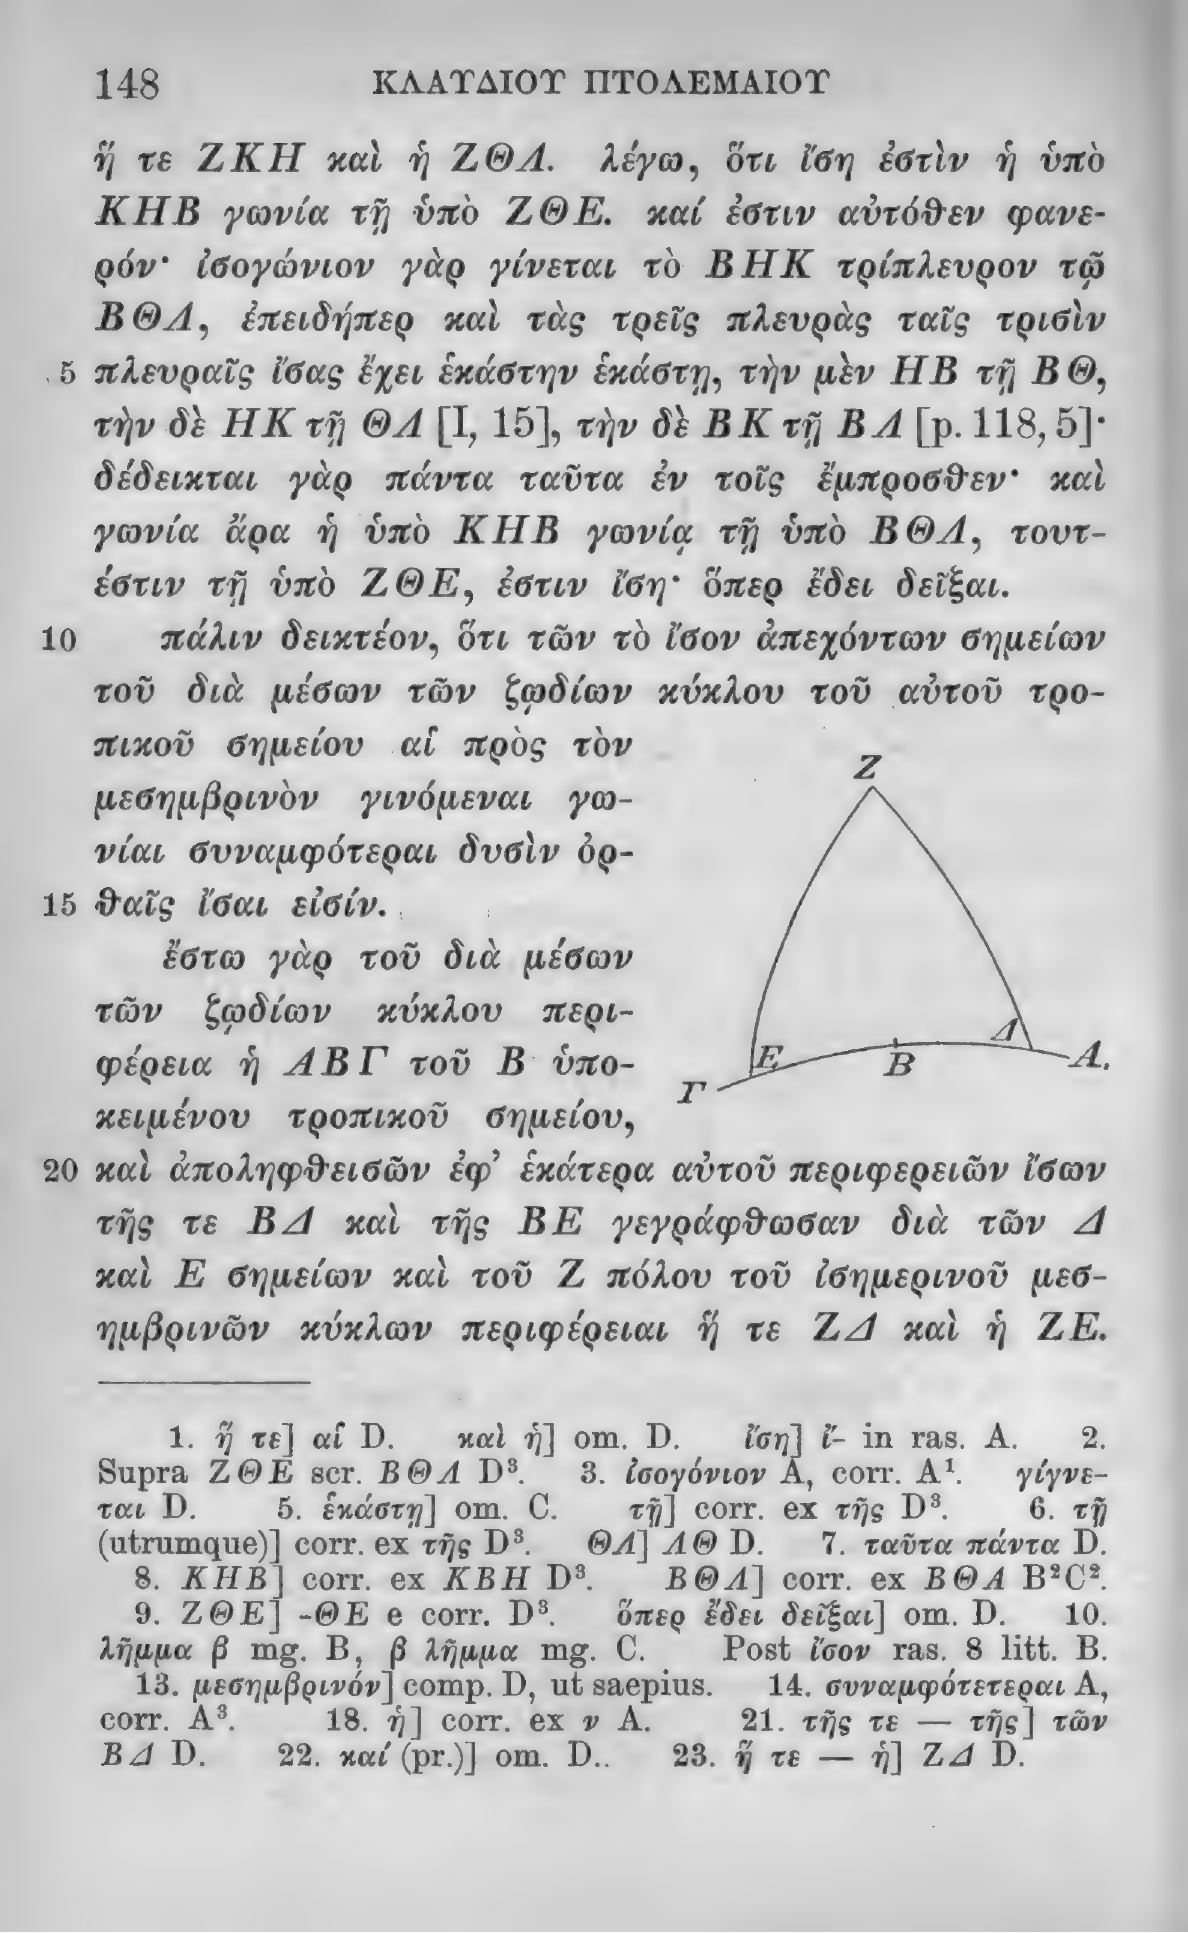 148 ΚΛΑΥΔΙΟΥ ΠΤΟΛΕΜΑΙΟΥ
ἥ τε ΖΚΗ καὶ ἡ ΖΘΛ. λέγω, ὅτι ἴση ἐστὶν ἡ ὑπὸ
ΚΗΒ γωνία τῇ ὑπὸ ΖΘΕ. καί ἐστιν αὐτόθεν φανε-
ρόν· ἰσογώνιον γὰρ γίνεται τὸ ΒΗΚ τρίπλευρον τῷ
ΒΘΛ, ἐπειδήπερ καὶ τὰς τρεῖς πλευρὰς ταῖς τρισὶν
5 πλευραῖς ἴσας ἔχει ἑκάστην ἑκάστῃ, τὴν μὲν ΗΒ τῇ ΒΘ,
τὴν δὲ ΗΚ τῇ ΘΛ [I, 15], τὴν δὲ ΒΚ τῇ ΒΛ [p. 118, 5]·
δέδεικται γὰρ πάντα ταῦτα ἐν τοῖς ἔμπροσθεν· καὶ
γωνία ἄρα ἡ ὑπὸ ΚΗΒ γωνίᾳ τῇ ὑπὸ ΒΘΛ, τουτ-
έστιν τῇ ὑπὸ ΖΘΕ, ἐστιν ἴση· ὅπερ ἔδει δεῖξαι.
10 πάλιν δεικτέον, ὅτι τῶν τὸ ἴσον ἀπεχόντων σημείων
τοῦ διὰ μέσων τῶν ζῳδίων κύκλου τοῦ αὐτοῦ τρο-
πικοῦ σημείου αἱ πρὸς τὸν
μεσημβρινὸν γινόμεναι γω-
νίαι συναμφότεραι δυσὶν ὀρ-
15 θαῖς ἴσαι εἰσίν.
ἔστω γὰρ τοῦ διὰ μέσων
τῶν ζῳδίων κύκλου περι-
φέρεια ἡ ΑΒΓ τοῦ Β ὑπο-
κειμένου τροπικοῦ σημείου,
Ζ
Ε
Β
Δ
Α.
Γ
20 καὶ ἀποληφθεισῶν ἐφ’ ἑκάτερα αὐτοῦ περιφερειῶν ἴσων
τῆς τε ΒΔ καὶ τῆς ΒΕ γεγράφθωσαν διὰ τῶν Δ
καὶ Ε σημείων καὶ τοῦ Ζ πόλου τοῦ ἰσημερινοῦ μεσ-
ημβρινῶν κύκλων περιφέρειαι ἥ τε ΖΔ καὶ ἡ ΖΕ.
1. ἥ τε] αἱ D. καὶ ἡ] om. D. ἴση] ἴ- in ras. A. 2.
Supra ΖΘΕ scr. ΒΘΛ D³. 3. ἰσογόνιον A, corr. A¹. γίγνε-
ται D. 5. ἑκάστῃ] om. C. τῇ] corr. ex τῆς D³. 6. τῇ
(utrumque)] corr. ex τῆς D³. ΘΛ] ΛΘ D. 7. ταῦτα πάντα D.
8. ΚΗΒ] corr. ex ΚΒΗ D³. ΒΘΛ] corr. ex ΒΘΑ B²C².
9. ΖΘΕ] -ΘΕ e corr. D³. ὅπερ ἔδει δεῖξαι] om. D. 10.
λῆμμα β mg. B, β λῆμμα mg. C. Post ἴσον ras. 8 litt. B.
13. μεσημβρινόν] comp. D, ut saepius. 14. συναμφότετεραι A,
corr. A³. 18. ἡ] corr. ex ν A. 21. τῆς τε — τῆς] τῶν
ΒΔ D. 22. καί (pr.)] om. D.. 23. ἥ τε — ἡ] ΖΔ D.